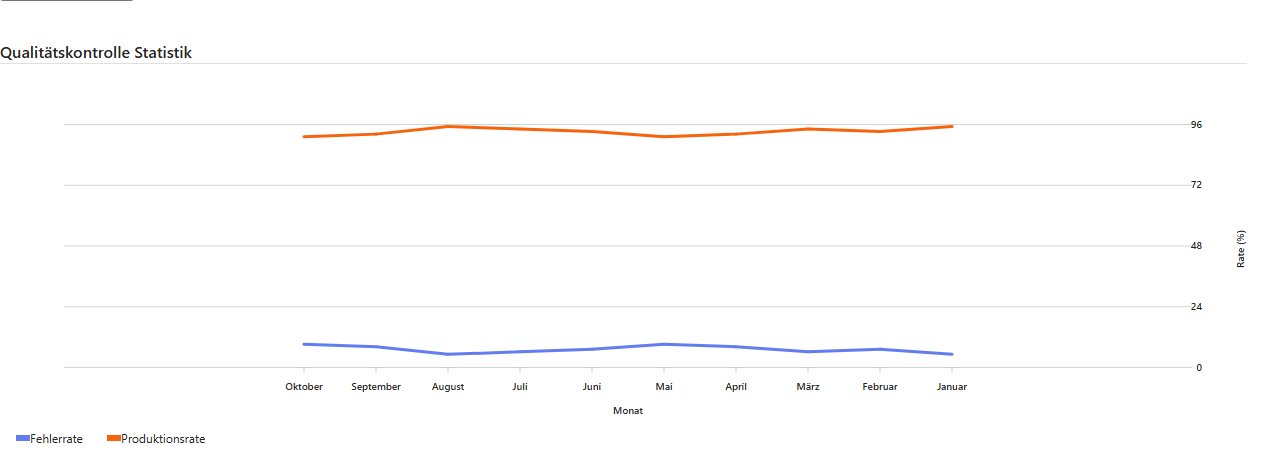 Qualitätskontrolle Statistik
96
72
48
24
0
Rate (%)
Oktober September August Juli Juni Mai April März Februar Januar
Monat
Fehlerrate Produktionsrate